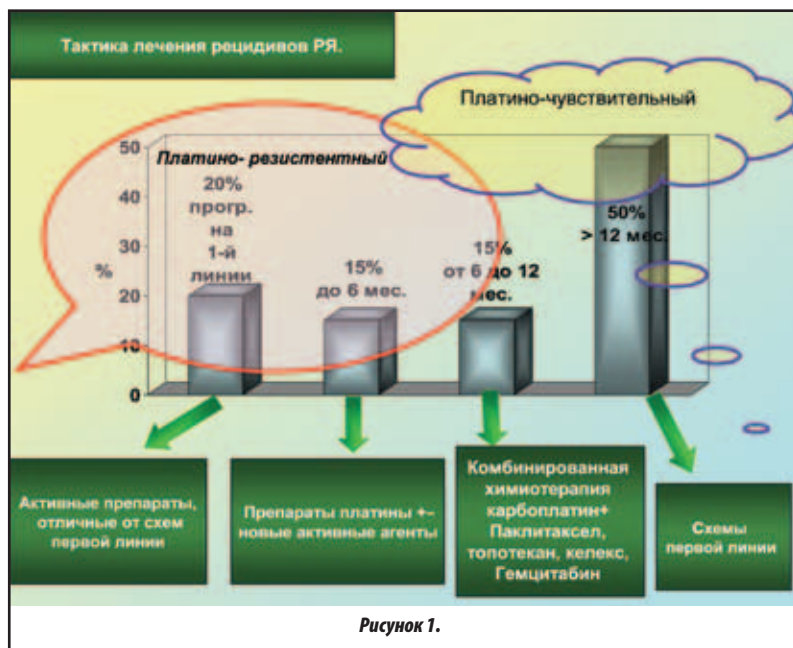 Тактика лечения рецидивов РЯ.
Платино-чувствительный
Платино- резистентный
50
40
30
20
10
0
%
20%
прогр.
на
1-й
линии
15%
до 6 мес.
15%
от 6 до 12
мес.
50%
> 12 мес.
Активные препараты,
отличные от схем
первой линии
Препараты платины +-
новые активные агенты
Комбинированная
химиотерапия
карбоплатин+
Паклитаксел,
топотекан, келекс,
Гемцитабин
Схемы
первой линии
Рисунок 1.